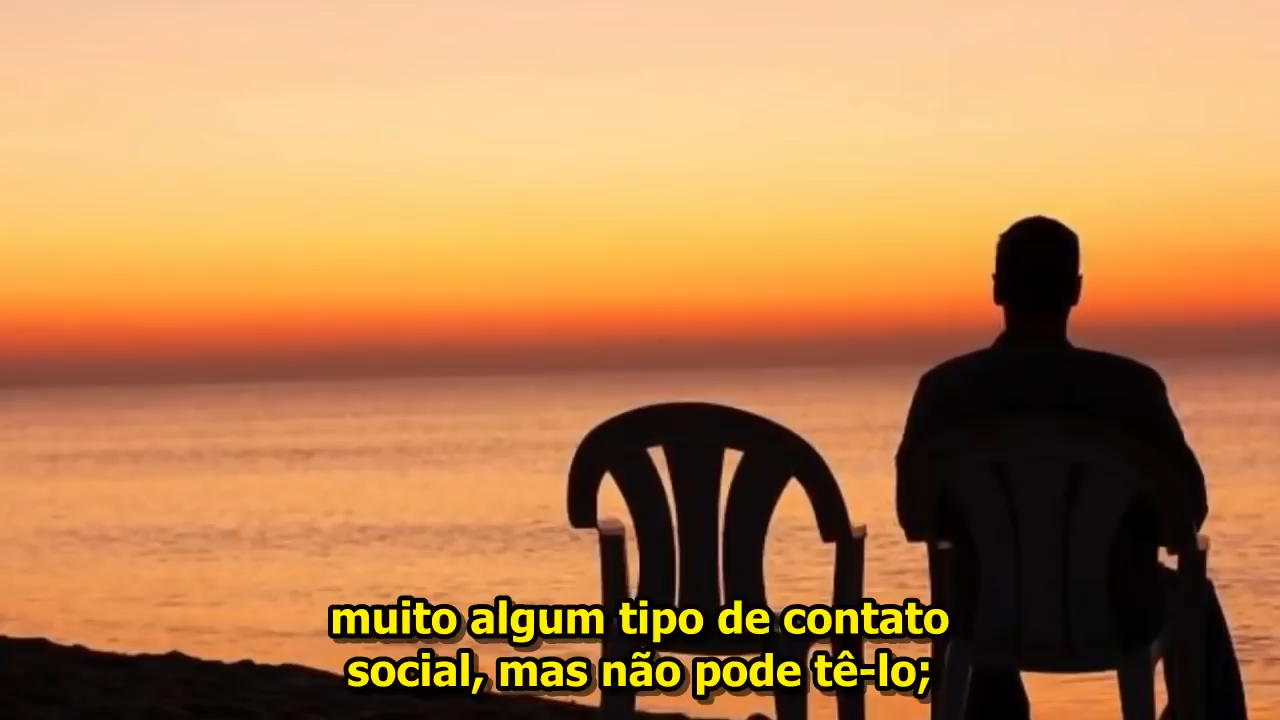 muito algum tipo de contato
social, mas não pode tê-lo;